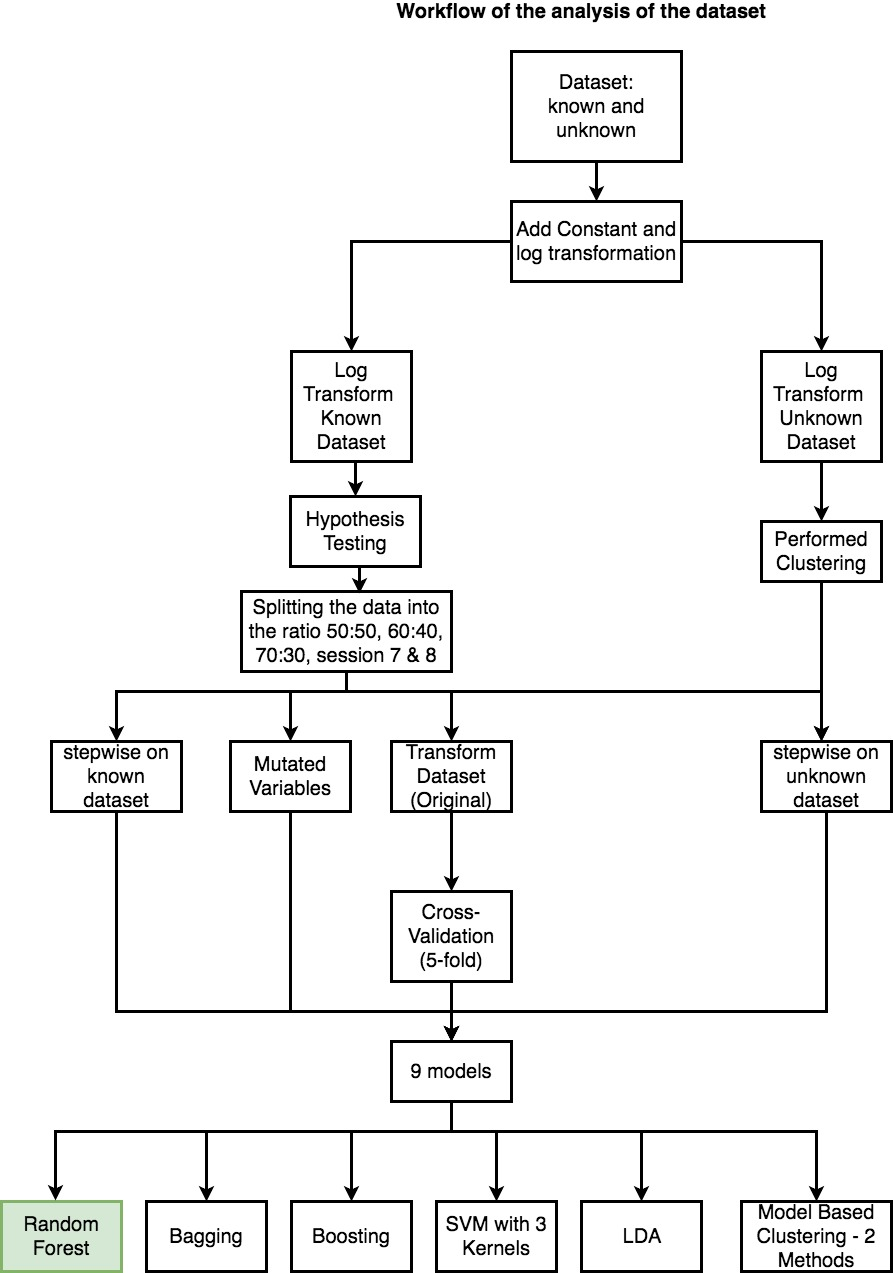 Workflow of the analysis of the dataset
Dataset:
known and
unknown
Add Constant and
log transformation
Log
Transform
Known
Dataset
Log
Transform
Unknown
Dataset
Hypothesis
Testing
Performed
Clustering
Splitting the data into
the ratio 50:50, 60:40,
70:30, session 7 & 8
stepwise on
known
dataset
Mutated
Variables
Transform
Dataset
(Original)
stepwise on
unknown
dataset
Cross-
Validation
(5-fold)
9 models
Random
Forest
Bagging
Boosting
SVM with 3
Kernels
LDA
Model Based
Clustering - 2
Methods